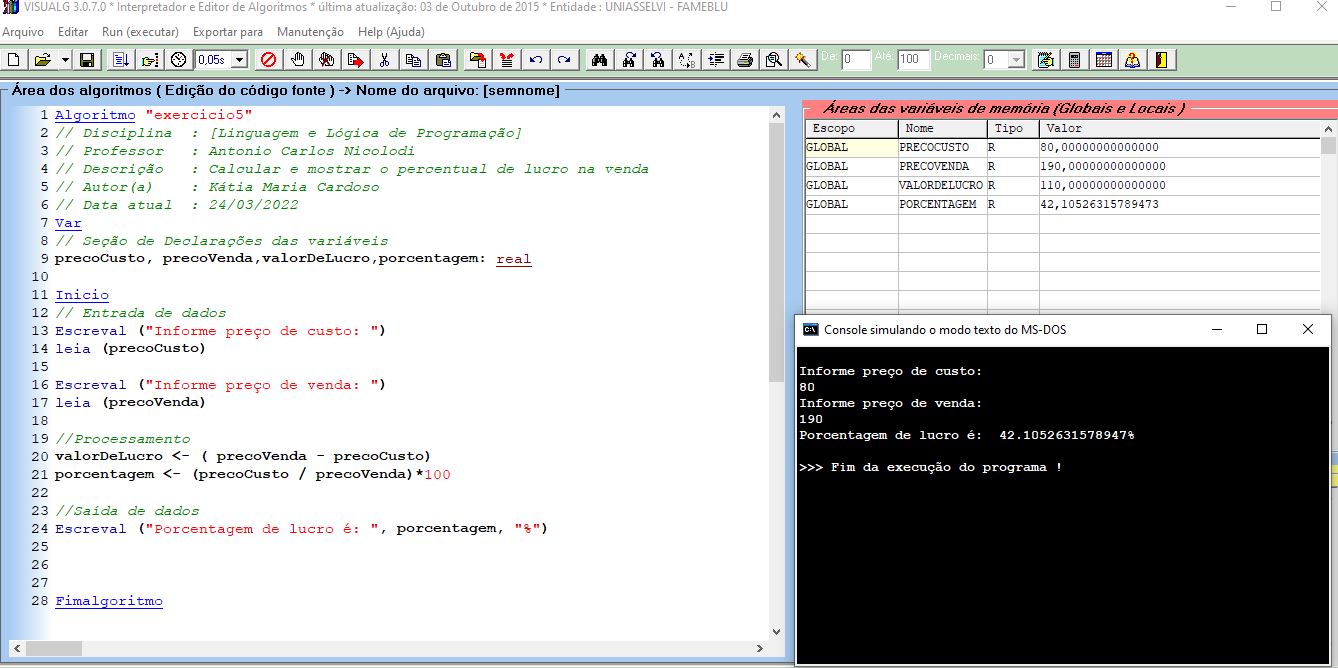 VISUALG 3.0.7.0 * Interpretador e Editor de Algoritmos * última atualização: 03 de Outubro de 2015 * Entidade : UNIASSELVI - FAMEBLU
Arquivo Editar Run (executar) Exportar para Manutenção Help (Ajuda)
0,05s De: 0 Até: 100 Decimais: 0
Área dos algoritmos ( Edição do código fonte ) -> Nome do arquivo: [semnome]
1 Algoritmo "exercicio5"
2 // Disciplina : [Linguagem e Lógica de Programação]
3 // Professor : Antonio Carlos Nicolodi
4 // Descrição : Calcular e mostrar o percentual de lucro na venda
5 // Autor(a) : Kátia Maria Cardoso
6 // Data atual : 24/03/2022
7 Var
8 // Seção de Declarações das variáveis
9 precoCusto, precoVenda,valorDeLucro,porcentagem: real
10
11 Inicio
12 // Entrada de dados
13 Escreval ("Informe preço de custo: ")
14 leia (precoCusto)
15
16 Escreval ("Informe preço de venda: ")
17 leia (precoVenda)
18
19 //Processamento
20 valorDeLucro <- ( precoVenda - precoCusto)
21 porcentagem <- (precoCusto / precoVenda)*100
22
23 //Saída de dados
24 Escreval ("Porcentagem de lucro é: ", porcentagem, "%")
25
26
27
28 Fimalgoritmo
Áreas das variáveis de memória (Globais e Locais )
Escopo Nome Tipo Valor
GLOBAL PRECOCUSTO R 80,00000000000000
GLOBAL PRECOVENDA R 190,00000000000000
GLOBAL VALORDELUCRO R 110,00000000000000
GLOBAL PORCENTAGEM R 42,10526315789473
Console simulando o modo texto do MS-DOS
Informe preço de custo:
80
Informe preço de venda:
190
Porcentagem de lucro é: 42.1052631578947%
>>> Fim da execução do programa !